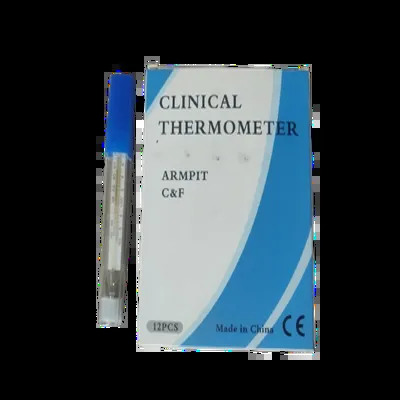 CLINICAL
THERMOMETER
ARMPIT
C&F
12PCS
Made in China CE